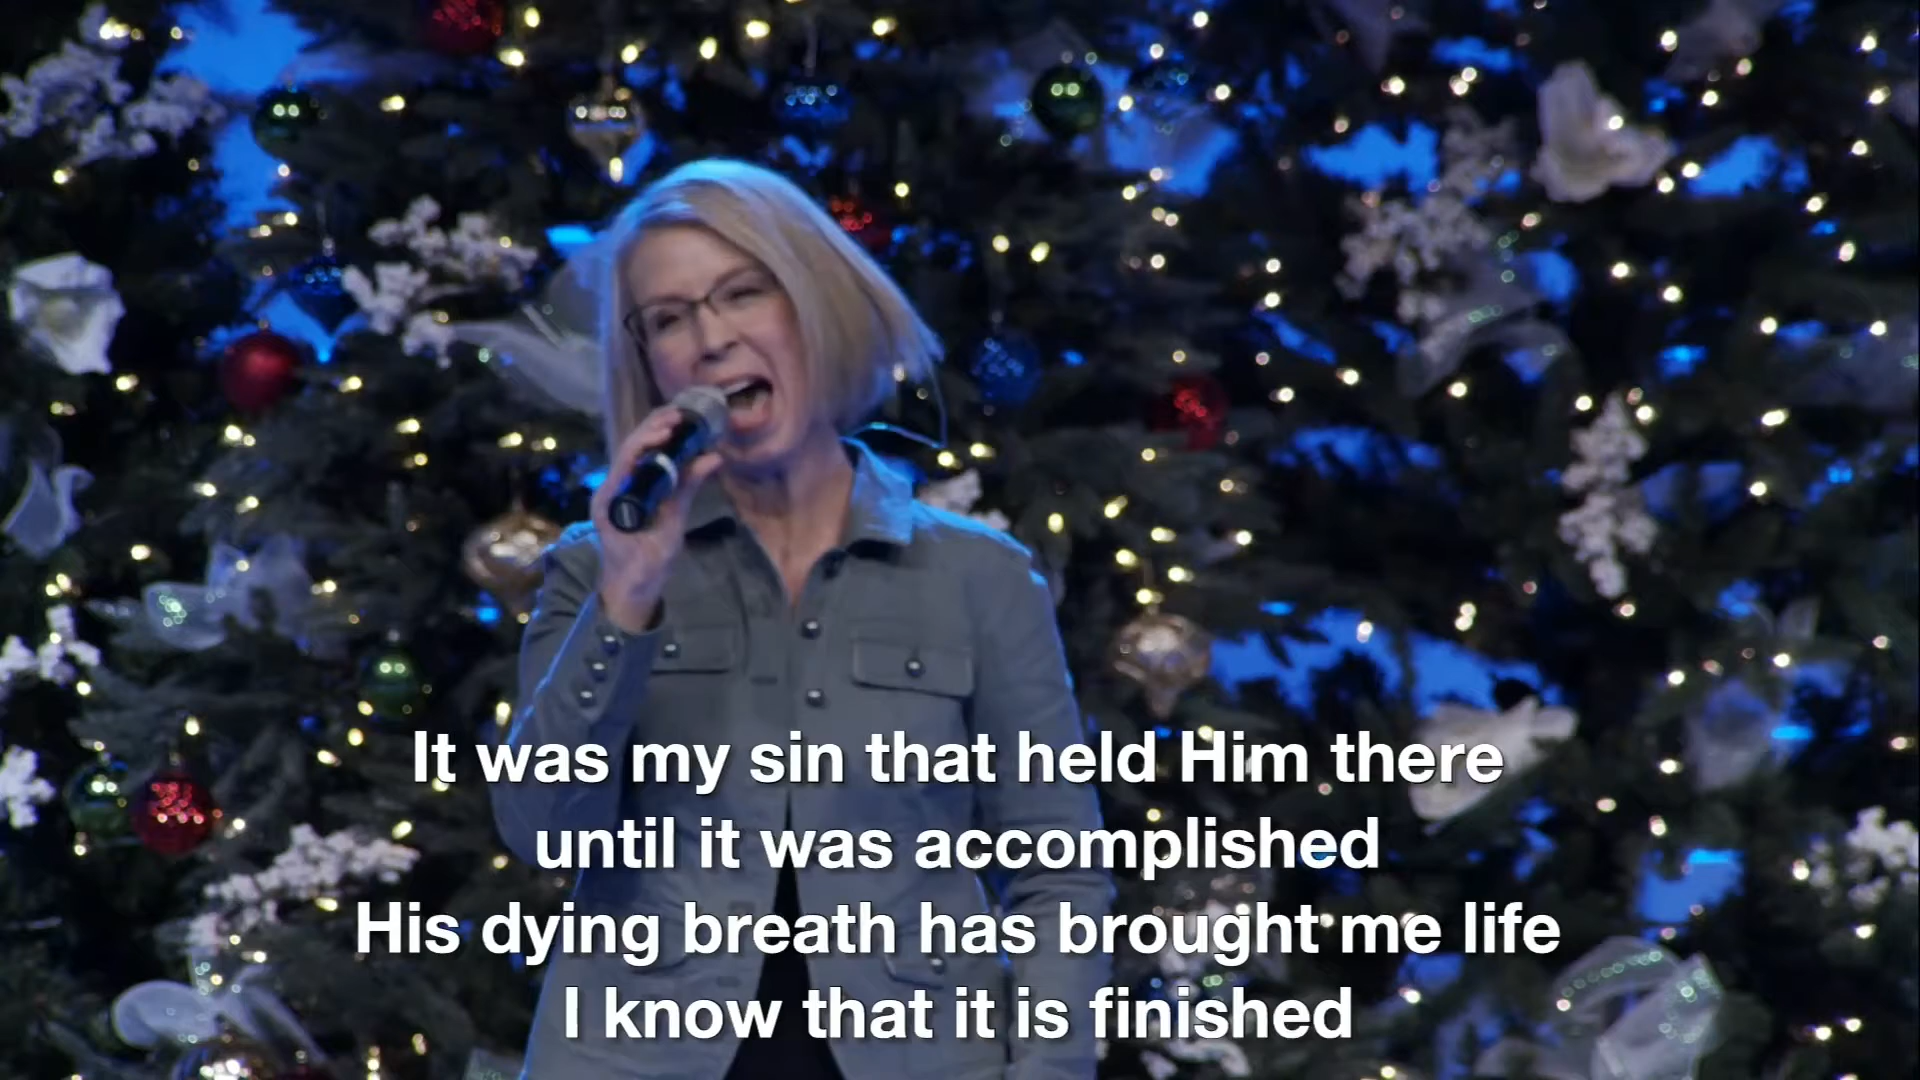 It was my sin that held Him there
until it was accomplished
His dying breath has brought me life
I know that it is finished